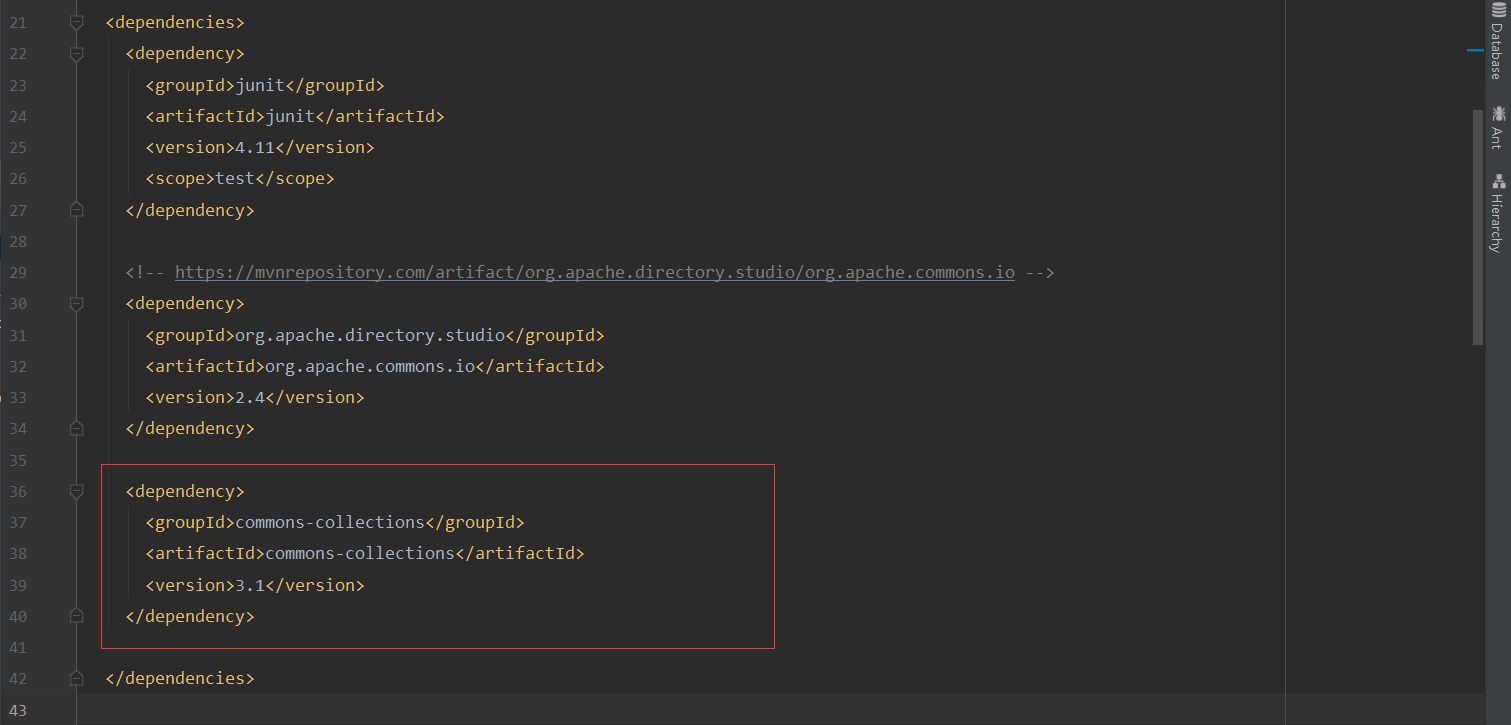 21 <dependencies>
22 <dependency>
23 <groupId>junit</groupId>
24 <artifactId>junit</artifactId>
25 <version>4.11</version>
26 <scope>test</scope>
27 </dependency>
28
29 <!-- https://mvnrepository.com/artifact/org.apache.directory.studio/org.apache.commons.io -->
30 <dependency>
31 <groupId>org.apache.directory.studio</groupId>
32 <artifactId>org.apache.commons.io</artifactId>
33 <version>2.4</version>
34 </dependency>
35
36 <dependency>
37 <groupId>commons-collections</groupId>
38 <artifactId>commons-collections</artifactId>
39 <version>3.1</version>
40 </dependency>
41
42 </dependencies>
43
Database
Ant
Hierarchy